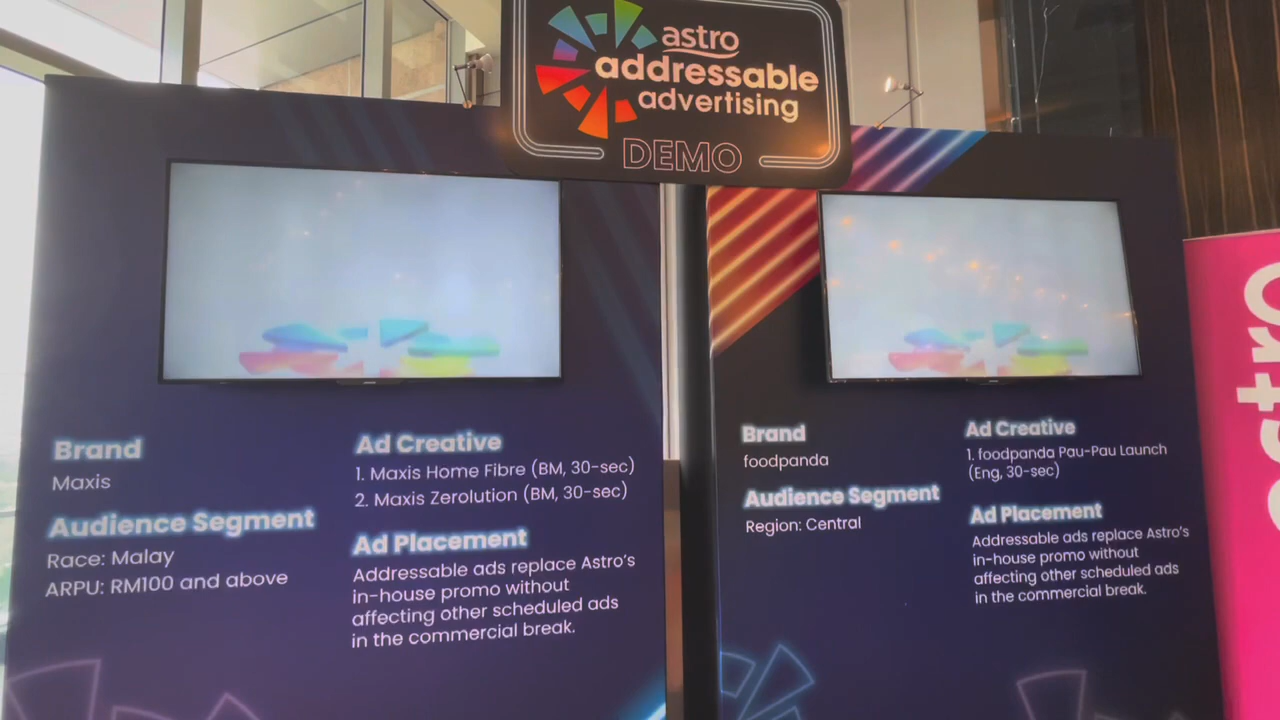 astro
addressable
advertising
DEMO
Brand
Maxis
Audience Segment
Race: Malay
ARPU: RM100 and above
Ad Creative
1. Maxis Home Fibre (BM, 30-sec)
2. Maxis Zerolution (BM, 30-sec)
Ad Placement
Addressable ads replace Astro's
in-house promo without
affecting other scheduled ads
in the commercial break.
Brand
foodpanda
Audience Segment
Region: Central
Ad Creative
1. foodpanda Pau-Pau Launch
(Eng, 30-sec)
Ad Placement
Addressable ads replace Astro's
in-house promo without
affecting other scheduled ads
in the commercial break.